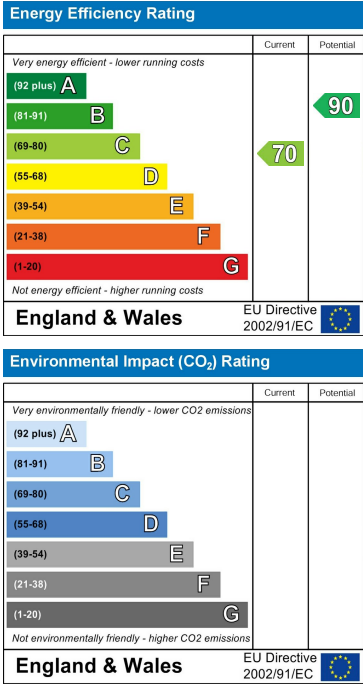 Energy Efficiency Rating
Current Potential
Very energy efficient - lower running costs
(92 plus) A
(81-91) B
(69-80) C
(55-68) D
(39-54) E
(21-38) F
(1-20) G
70
90
Not energy efficient - higher running costs
England & Wales
EU Directive
2002/91/EC
Environmental Impact (CO₂) Rating
Current Potential
Very environmentally friendly - lower CO2 emissions
(92 plus) A
(81-91) B
(69-80) C
(55-68) D
(39-54) E
(21-38) F
(1-20) G
Not environmentally friendly - higher CO2 emissions
England & Wales
EU Directive
2002/91/EC